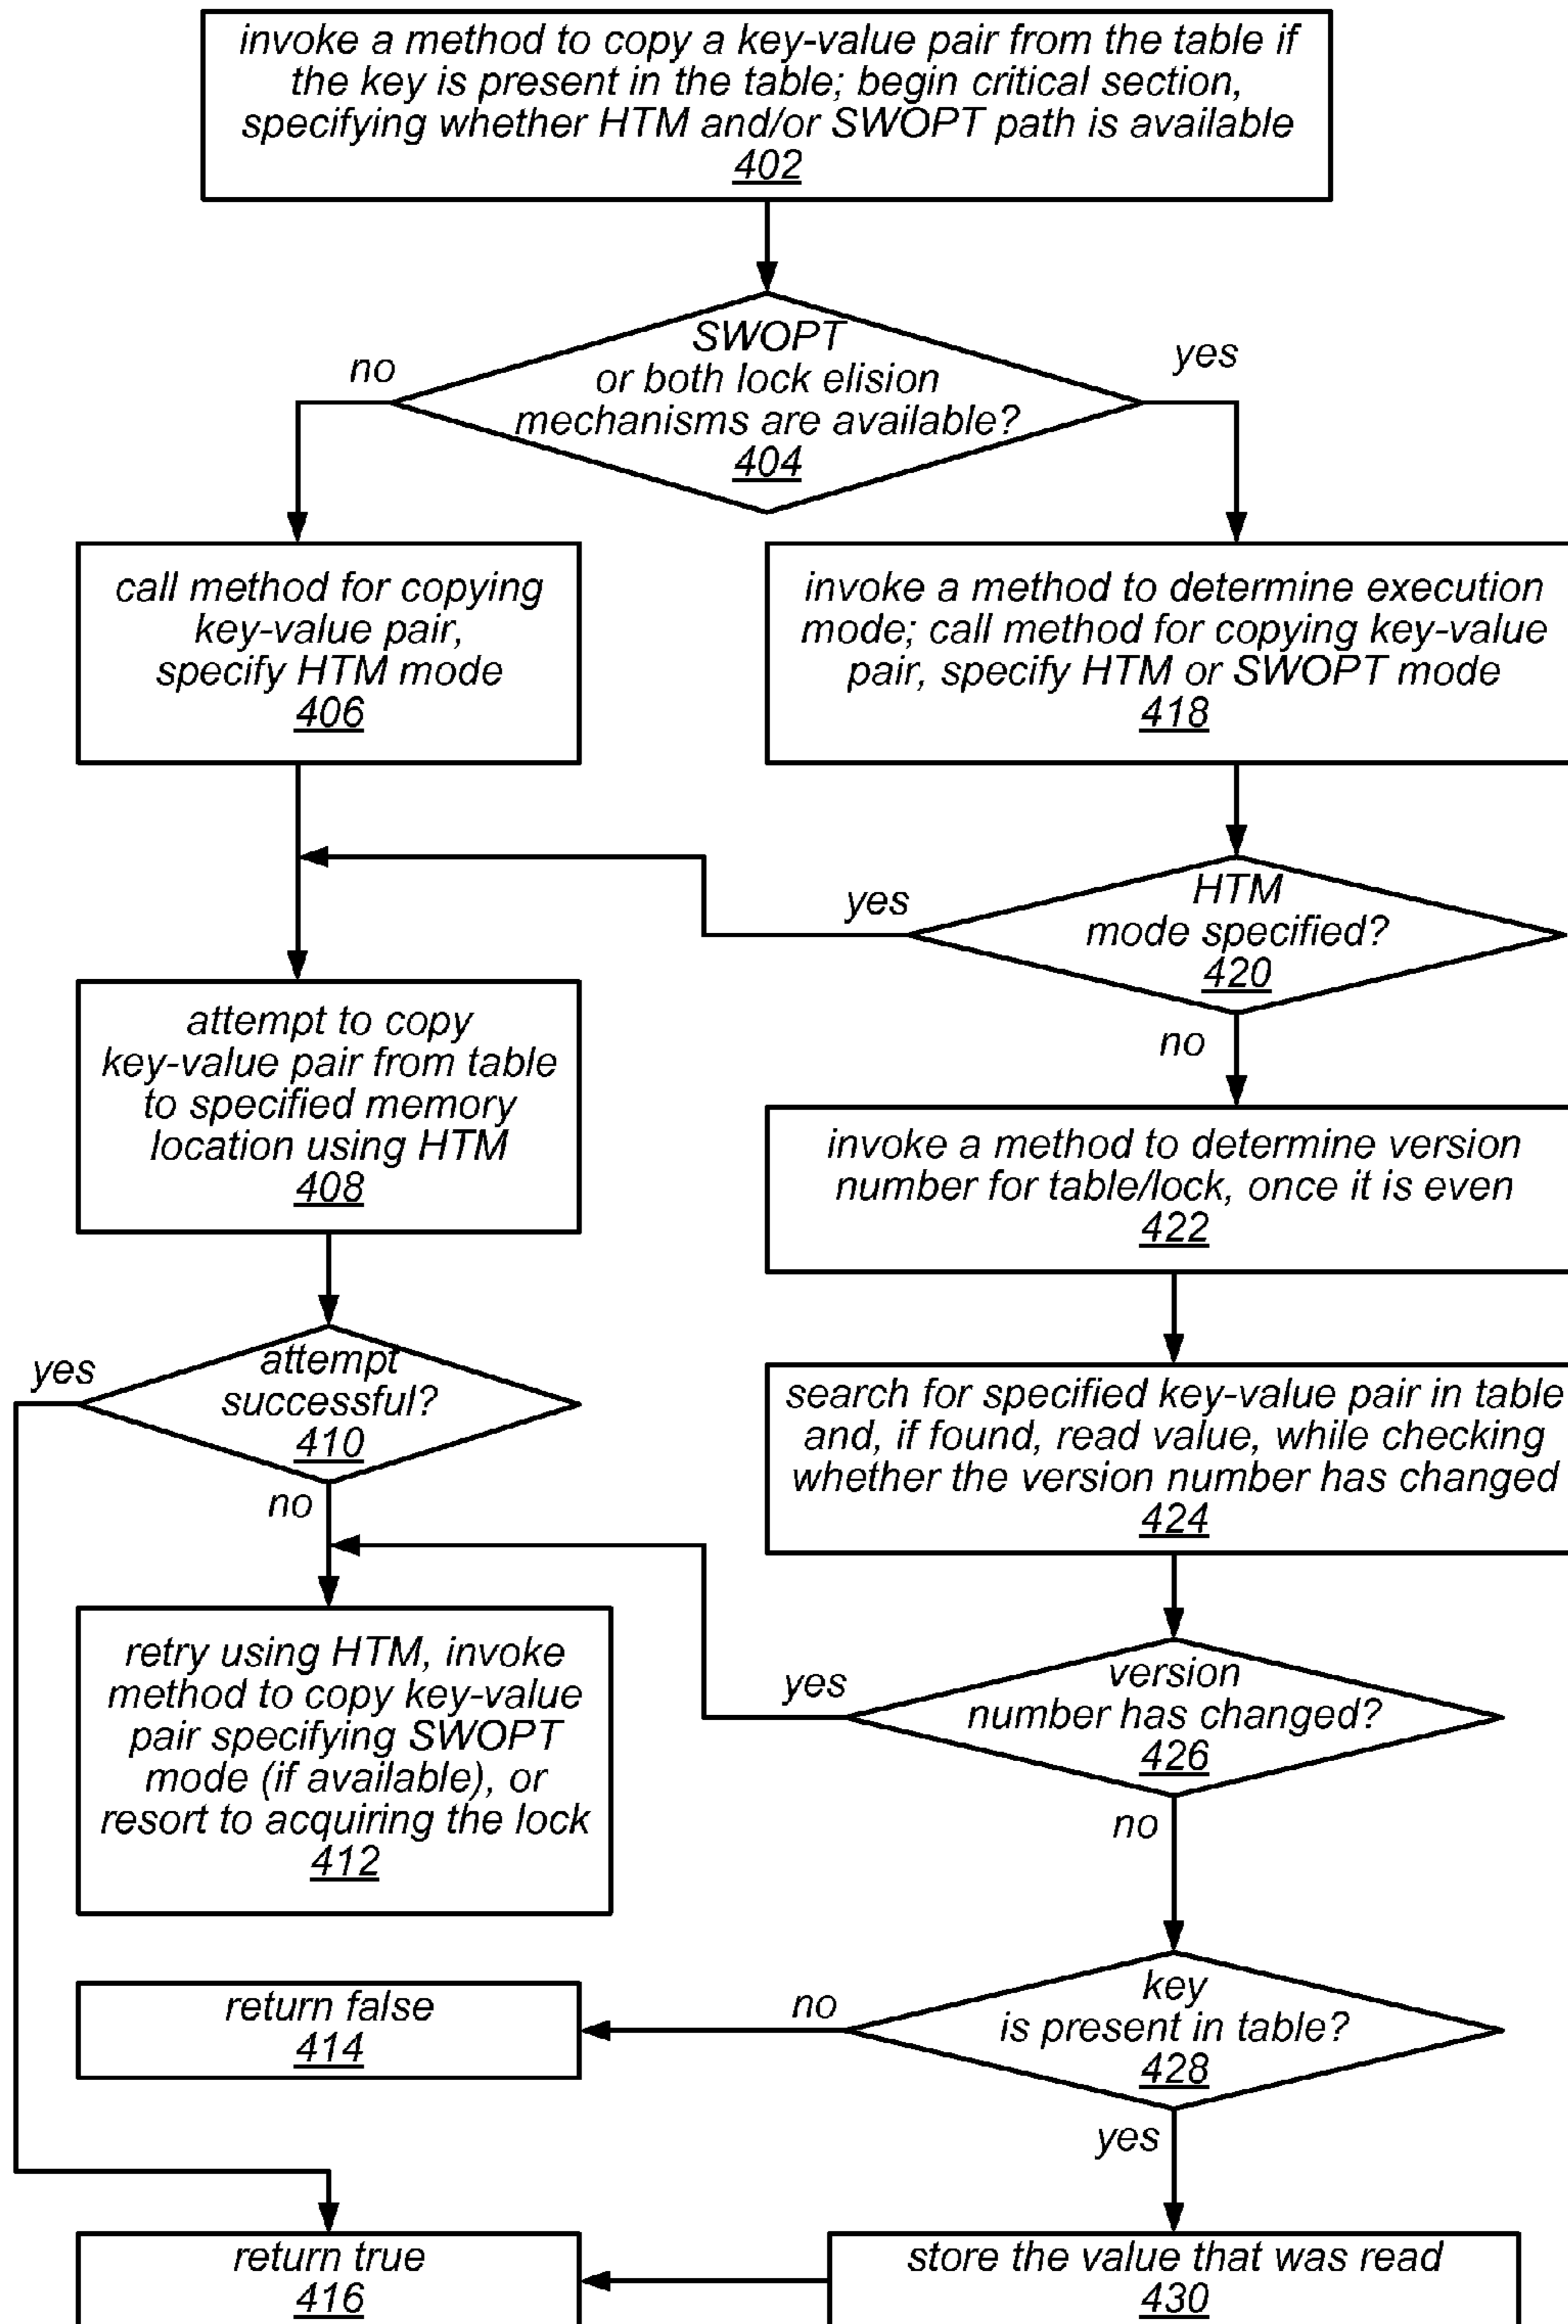 invoke a method to copy a key-value pair from the table if
the key is present in the table; begin critical section,
specifying whether HTM and/or SWOPT path is available
402
SWOPT
or both lock elision
mechanisms are available?
404
no
yes
call method for copying
key-value pair,
specify HTM mode
406
invoke a method to determine execution
mode; call method for copying key-value
pair, specify HTM or SWOPT mode
418
HTM
mode specified?
420
yes
no
attempt to copy
key-value pair from table
to specified memory
location using HTM
408
invoke a method to determine version
number for table/lock, once it is even
422
attempt
successful?
410
yes
no
search for specified key-value pair in table
and, if found, read value, while checking
whether the version number has changed
424
retry using HTM, invoke
method to copy key-value
pair specifying SWOPT
mode (if available), or
resort to acquiring the lock
412
version
number has changed?
426
yes
no
return false
414
key
is present in table?
428
no
yes
return true
416
store the value that was read
430